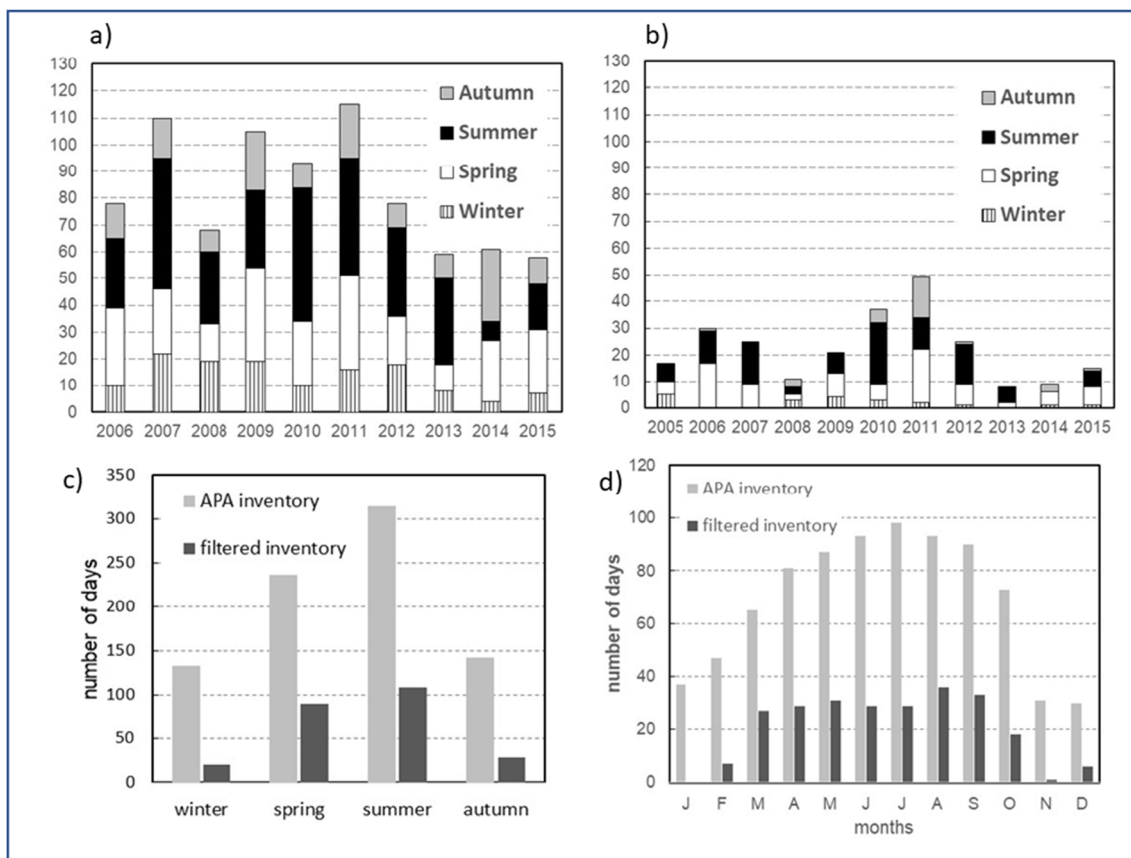 a)
130
120
110
100
90
80
70
60
50
40
30
20
10
0
Autumn
Summer
Spring
Winter
2006 2007 2008 2009 2010 2011 2012 2013 2014 2015
b)
130
120
110
100
90
80
70
60
50
40
30
20
10
0
Autumn
Summer
Spring
Winter
2005 2006 2007 2008 2009 2010 2011 2012 2013 2014 2015
c)
number of days
350
300
250
200
150
100
50
0
APA inventory
filtered inventory
winter spring summer autumn
d)
number of days
120
100
80
60
40
20
0
APA inventory
filtered inventory
J F M A M J J A S O N D
months